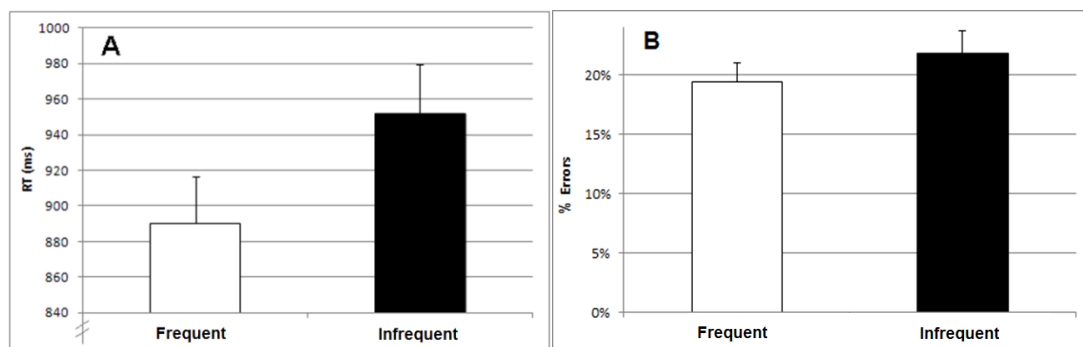 A
1000
980
960
940
920
900
880
860
840
RT (ms)
Frequent Infrequent
B
20%
15%
10%
5%
0%
% Errors
Frequent Infrequent